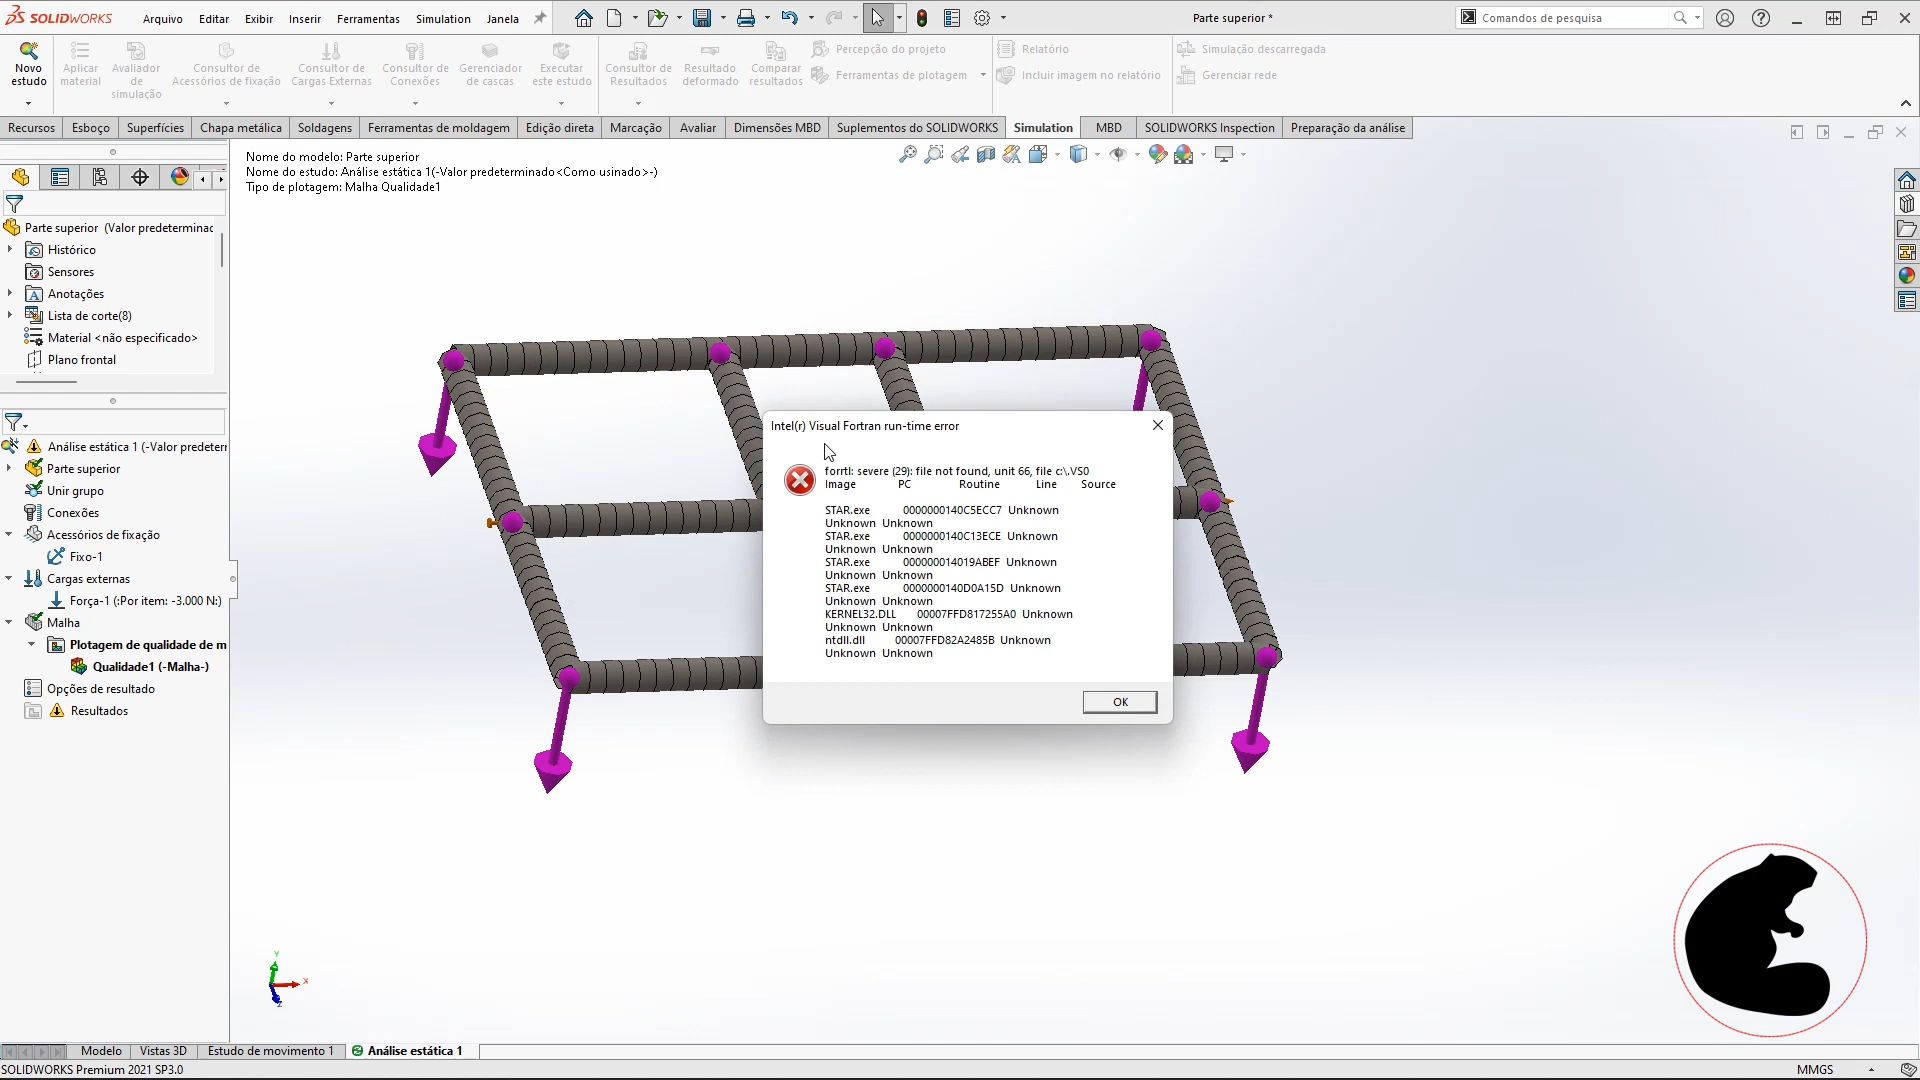 SOLIDWORKS
Arquivo Editar Exibir Inserir Ferramentas Simulation Janela
Parte superior *
Comandos de pesquisa
Novo estudo
Aplicar material
Avaliador de simulação
Consultor de Acessórios de fixação
Consultor de Cargas Externas
Consultor de Conexões
Gerenciador de cascas
Executar este estudo
Consultor de Resultados
Resultado deformado
Comparar resultados
Percepção do projeto
Ferramentas de plotagem
Relatório
Incluir imagem no relatório
Simulação descarregada
Gerenciar rede
Recursos Esboço Superfícies Chapa metálica Soldagens Ferramentas de moldagem Edição direta Marcação Avaliar Dimensões MBD Suplementos do SOLIDWORKS Simulation MBD SOLIDWORKS Inspection Preparação da análise
Nome do modelo: Parte superior
Nome do estudo: Análise estática 1(-Valor predeterminado<Como usinado>-)
Tipo de plotagem: Malha Qualidade1
Parte superior (Valor predeterminac
Histórico
Sensores
Anotações
Lista de corte(8)
Material <não especificado>
Plano frontal
Análise estática 1 (-Valor predeterr
Parte superior
Unir grupo
Conexões
Acessórios de fixação
Fixo-1
Cargas externas
Força-1 (:Por item: -3.000 N:)
Malha
Plotagem de qualidade de m
Qualidade1 (-Malha-)
Opções de resultado
Resultados
Intel(r) Visual Fortran run-time error
forrtl: severe (29): file not found, unit 66, file c:\.VS0
Image PC Routine Line Source
STAR.exe 0000000140C5ECC7 Unknown
Unknown Unknown
STAR.exe 0000000140C13ECE Unknown
Unknown Unknown
STAR.exe 000000014019ABEF Unknown
Unknown Unknown
STAR.exe 0000000140D0A15D Unknown
Unknown Unknown
KERNEL32.DLL 00007FFD817255A0 Unknown
Unknown Unknown
ntdll.dll 00007FFD82A2485B Unknown
Unknown Unknown
OK
Y
X
Z
Modelo Vistas 3D Estudo de movimento 1 Análise estática 1
SOLIDWORKS Premium 2021 SP3.0
MMGS